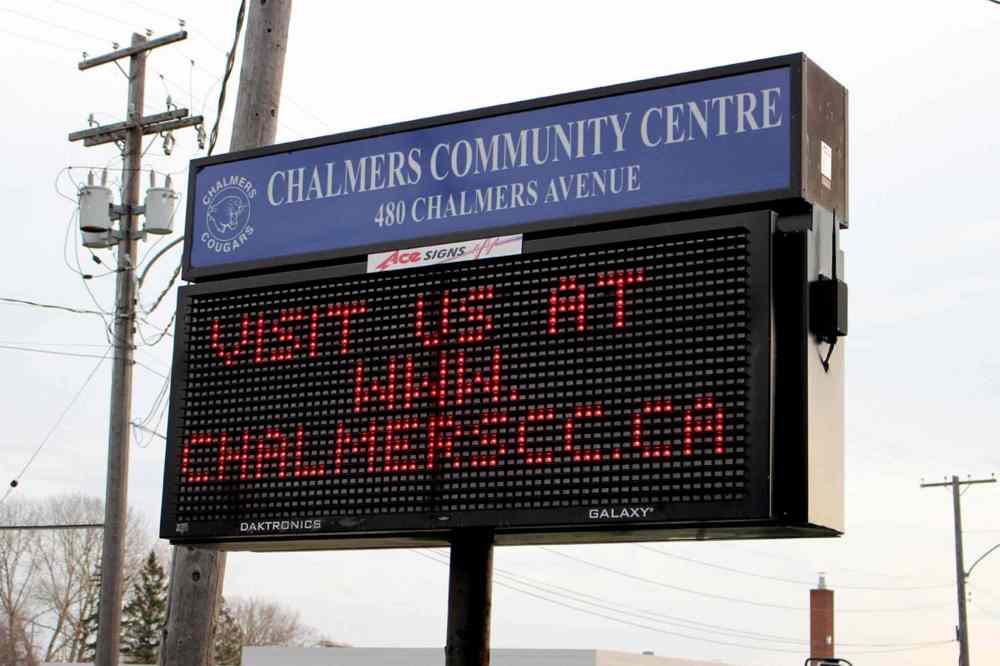 CHALMERS COMMUNITY CENTRE
480 CHALMERS AVENUE
CHALMERS
COUGARS
ACE SIGNS
VISIT US AT
WWW.
CHALMERSCC.CA
DAKTRONICS
GALAXY®